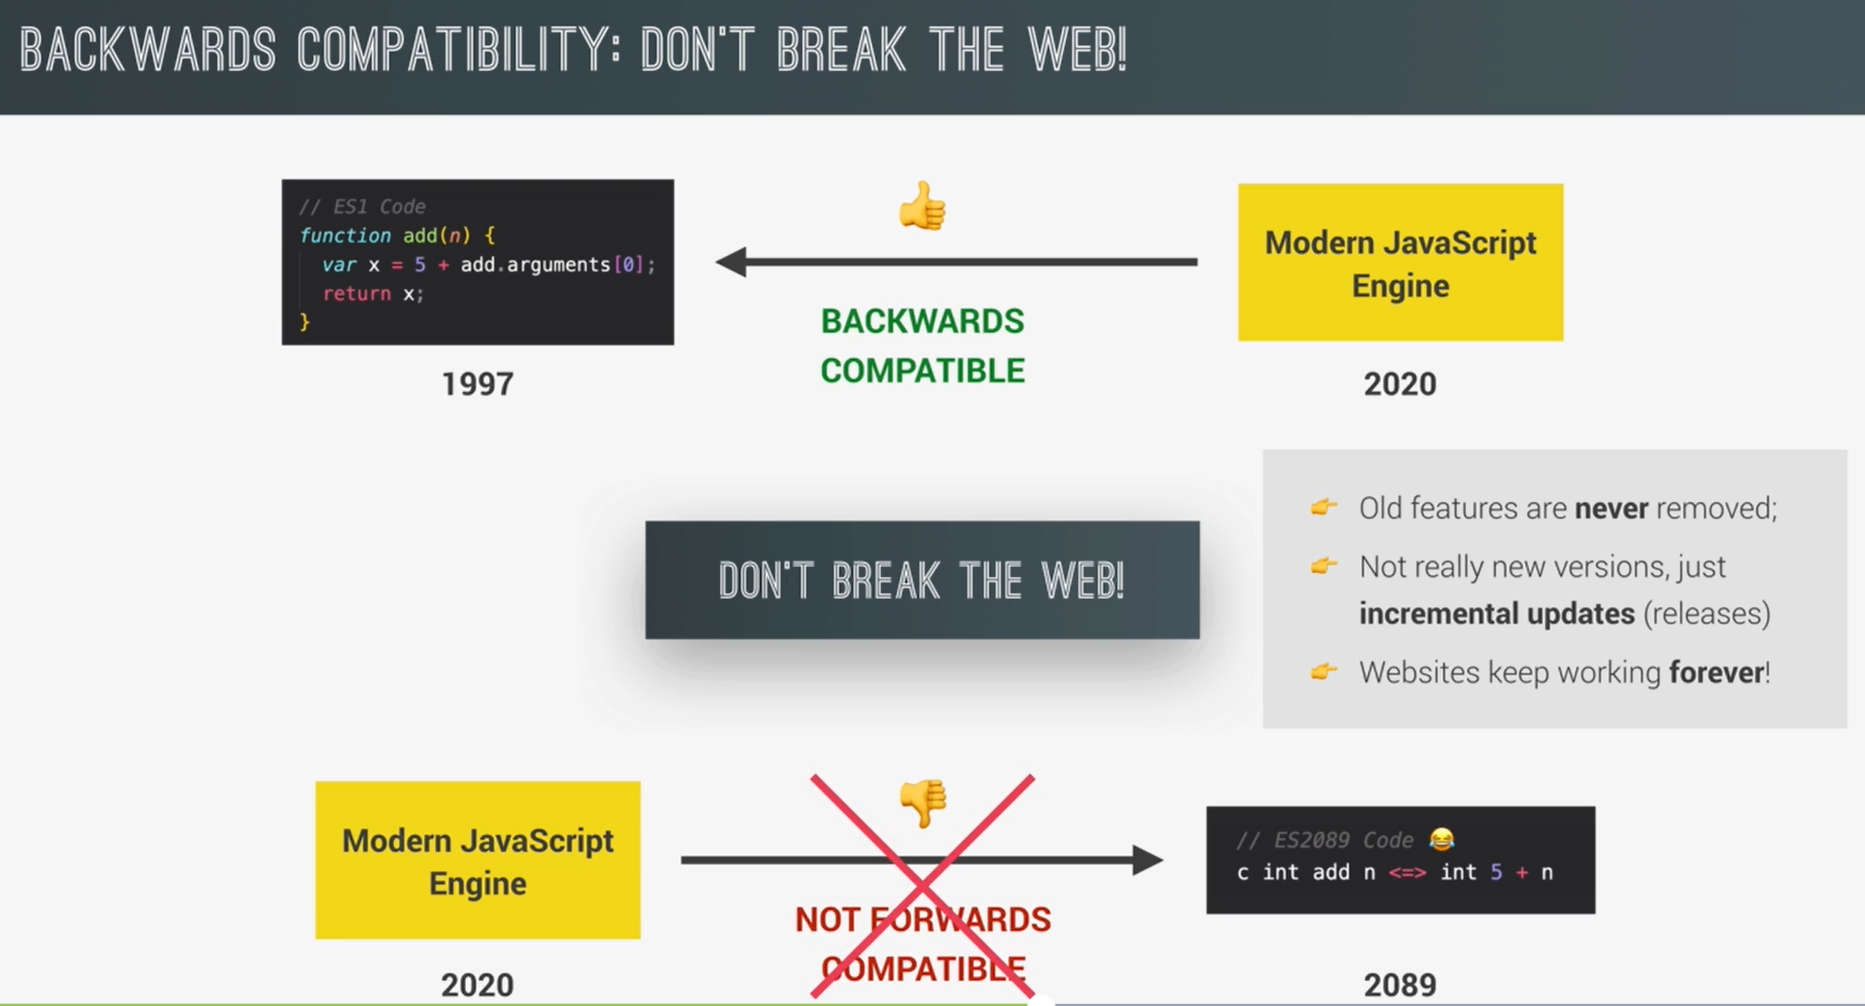 BACKWARDS COMPATIBILITY: DON'T BREAK THE WEB!
// ES1 Code
function add(n) {
var x = 5 + add.arguments[0];
return x;
}
1997
👍
BACKWARDS
COMPATIBLE
Modern JavaScript
Engine
2020
DON'T BREAK THE WEB!
👉 Old features are never removed;
👉 Not really new versions, just
incremental updates (releases)
👉 Websites keep working forever!
Modern JavaScript
Engine
2020
👎
NOT FORWARDS
COMPATIBLE
// ES2089 Code 😂
c int add n <=> int 5 + n
2089